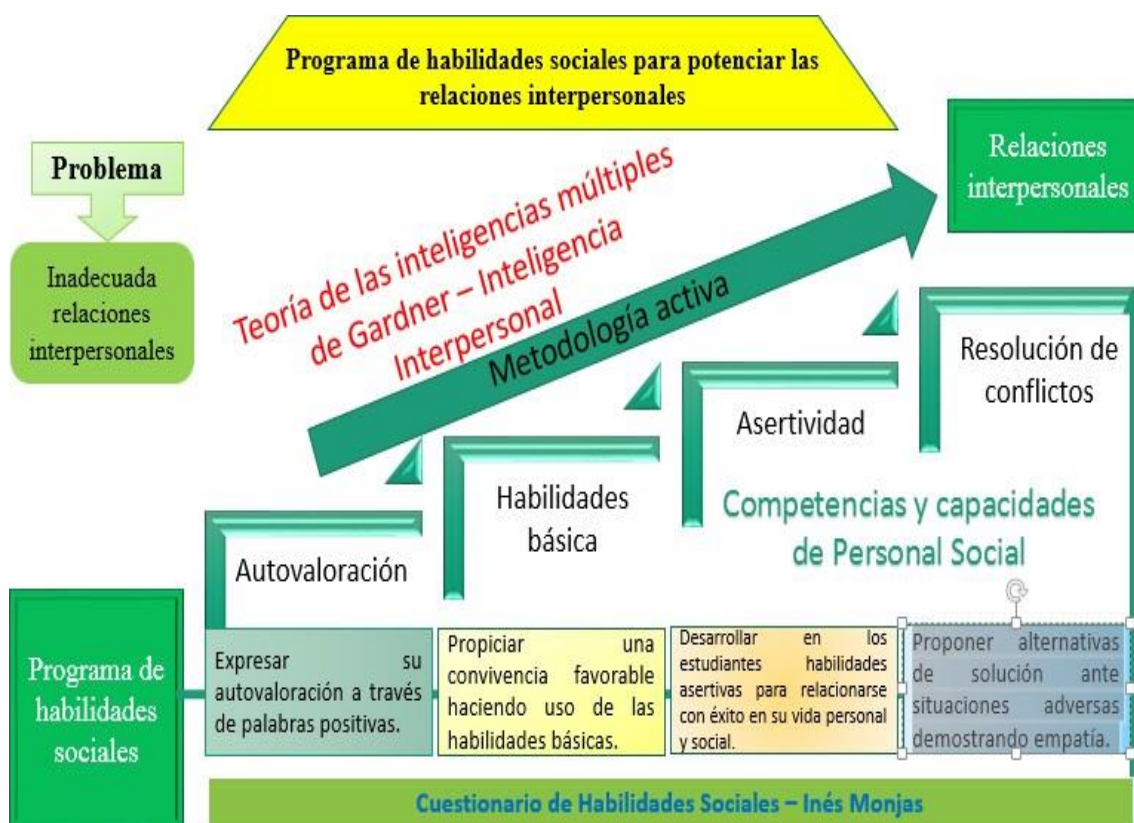 Programa de habilidades sociales para potenciar las
relaciones interpersonales
Problema
Inadecuada
relaciones
interpersonales
Teoría de las inteligencias múltiples
de Gardner – Inteligencia
Interpersonal
Metodología activa
Relaciones
interpersonales
Resolución de
conflictos
Asertividad
Habilidades
básica
Autovaloración
Competencias y capacidades
de Personal Social
Programa de
habilidades
sociales
Expresar su
autovaloración a través
de palabras positivas.
Propiciar una
convivencia favorable
haciendo uso de las
habilidades básicas.
Desarrollar en los
estudiantes habilidades
asertivas para relacionarse
con éxito en su vida personal
y social.
Proponer alternativas
de solución ante
situaciones adversas
demostrando empatía.
Cuestionario de Habilidades Sociales – Inés Monjas